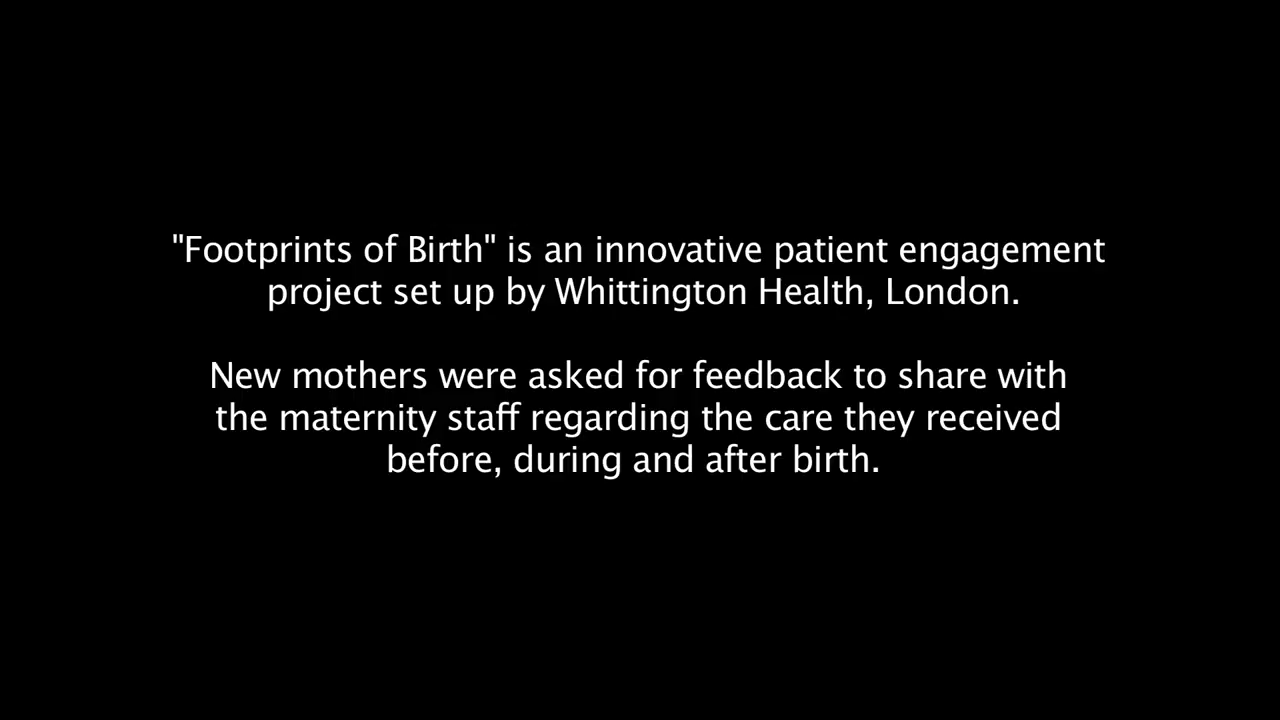 "Footprints of Birth" is an innovative patient engagement
project set up by Whittington Health, London.
New mothers were asked for feedback to share with
the maternity staff regarding the care they received
before, during and after birth.